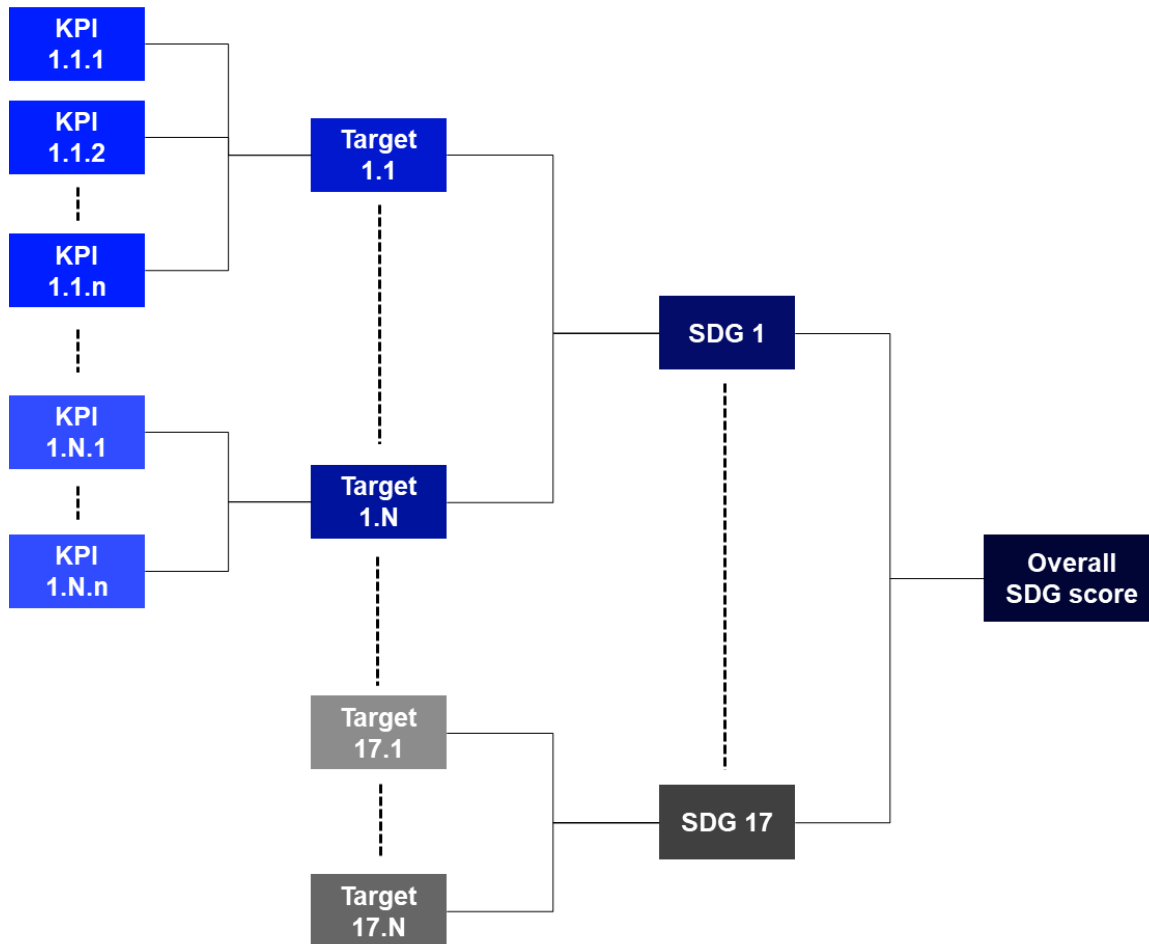 KPI
1.1.1
KPI
1.1.2
KPI
1.1.n
KPI
1.N.1
KPI
1.N.n
Target
1.1
Target
1.N
Target
17.1
Target
17.N
SDG 1
SDG 17
Overall
SDG score